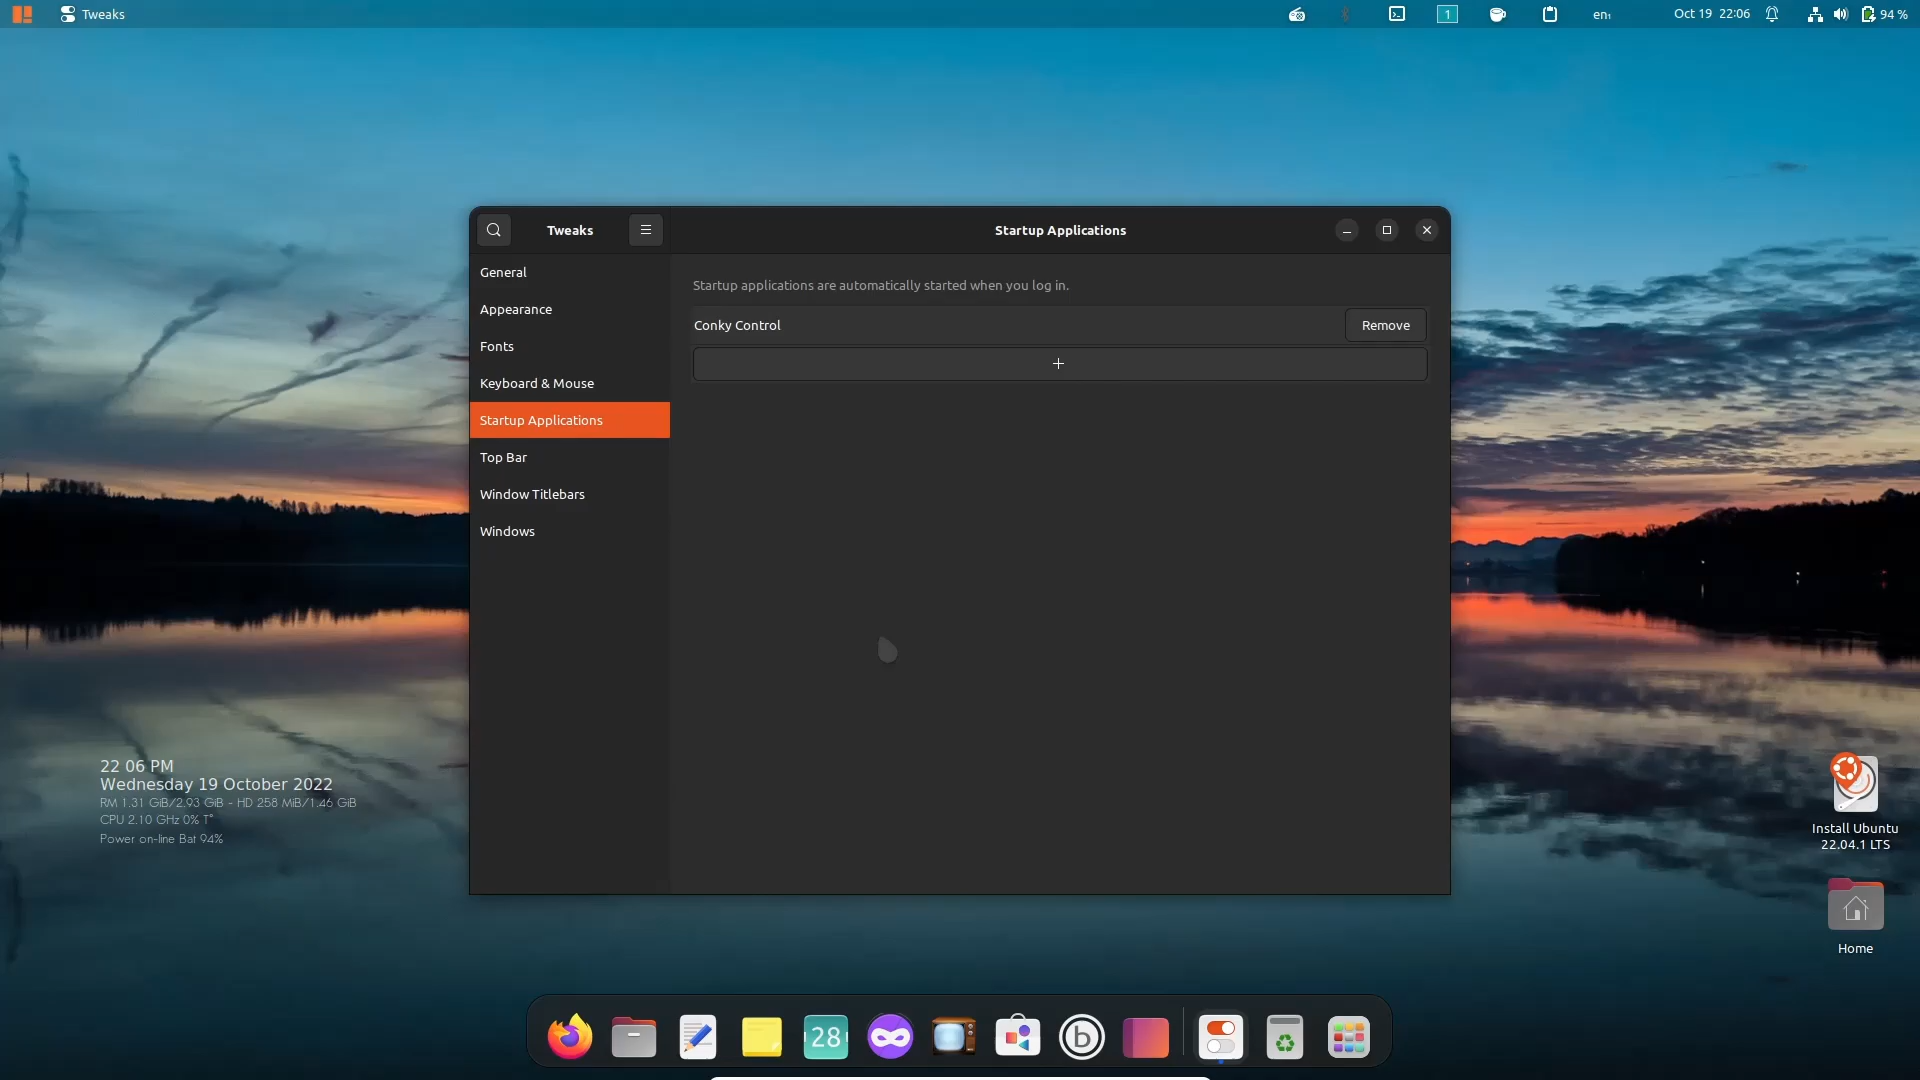 Tweaks
1
en₁
Oct 19 22:06
94 %
Tweaks
Startup Applications
General
Appearance
Fonts
Keyboard & Mouse
Startup Applications
Top Bar
Window Titlebars
Windows
Startup applications are automatically started when you log in.
Conky Control
Remove
22 06 PM
Wednesday 19 October 2022
RM 1.31 GiB/2.93 GiB - HD 258 MiB/1.46 GiB
CPU 2.10 GHz 0% T°
Power on-line Bat 94%
Install Ubuntu
22.04.1 LTS
Home
28
b